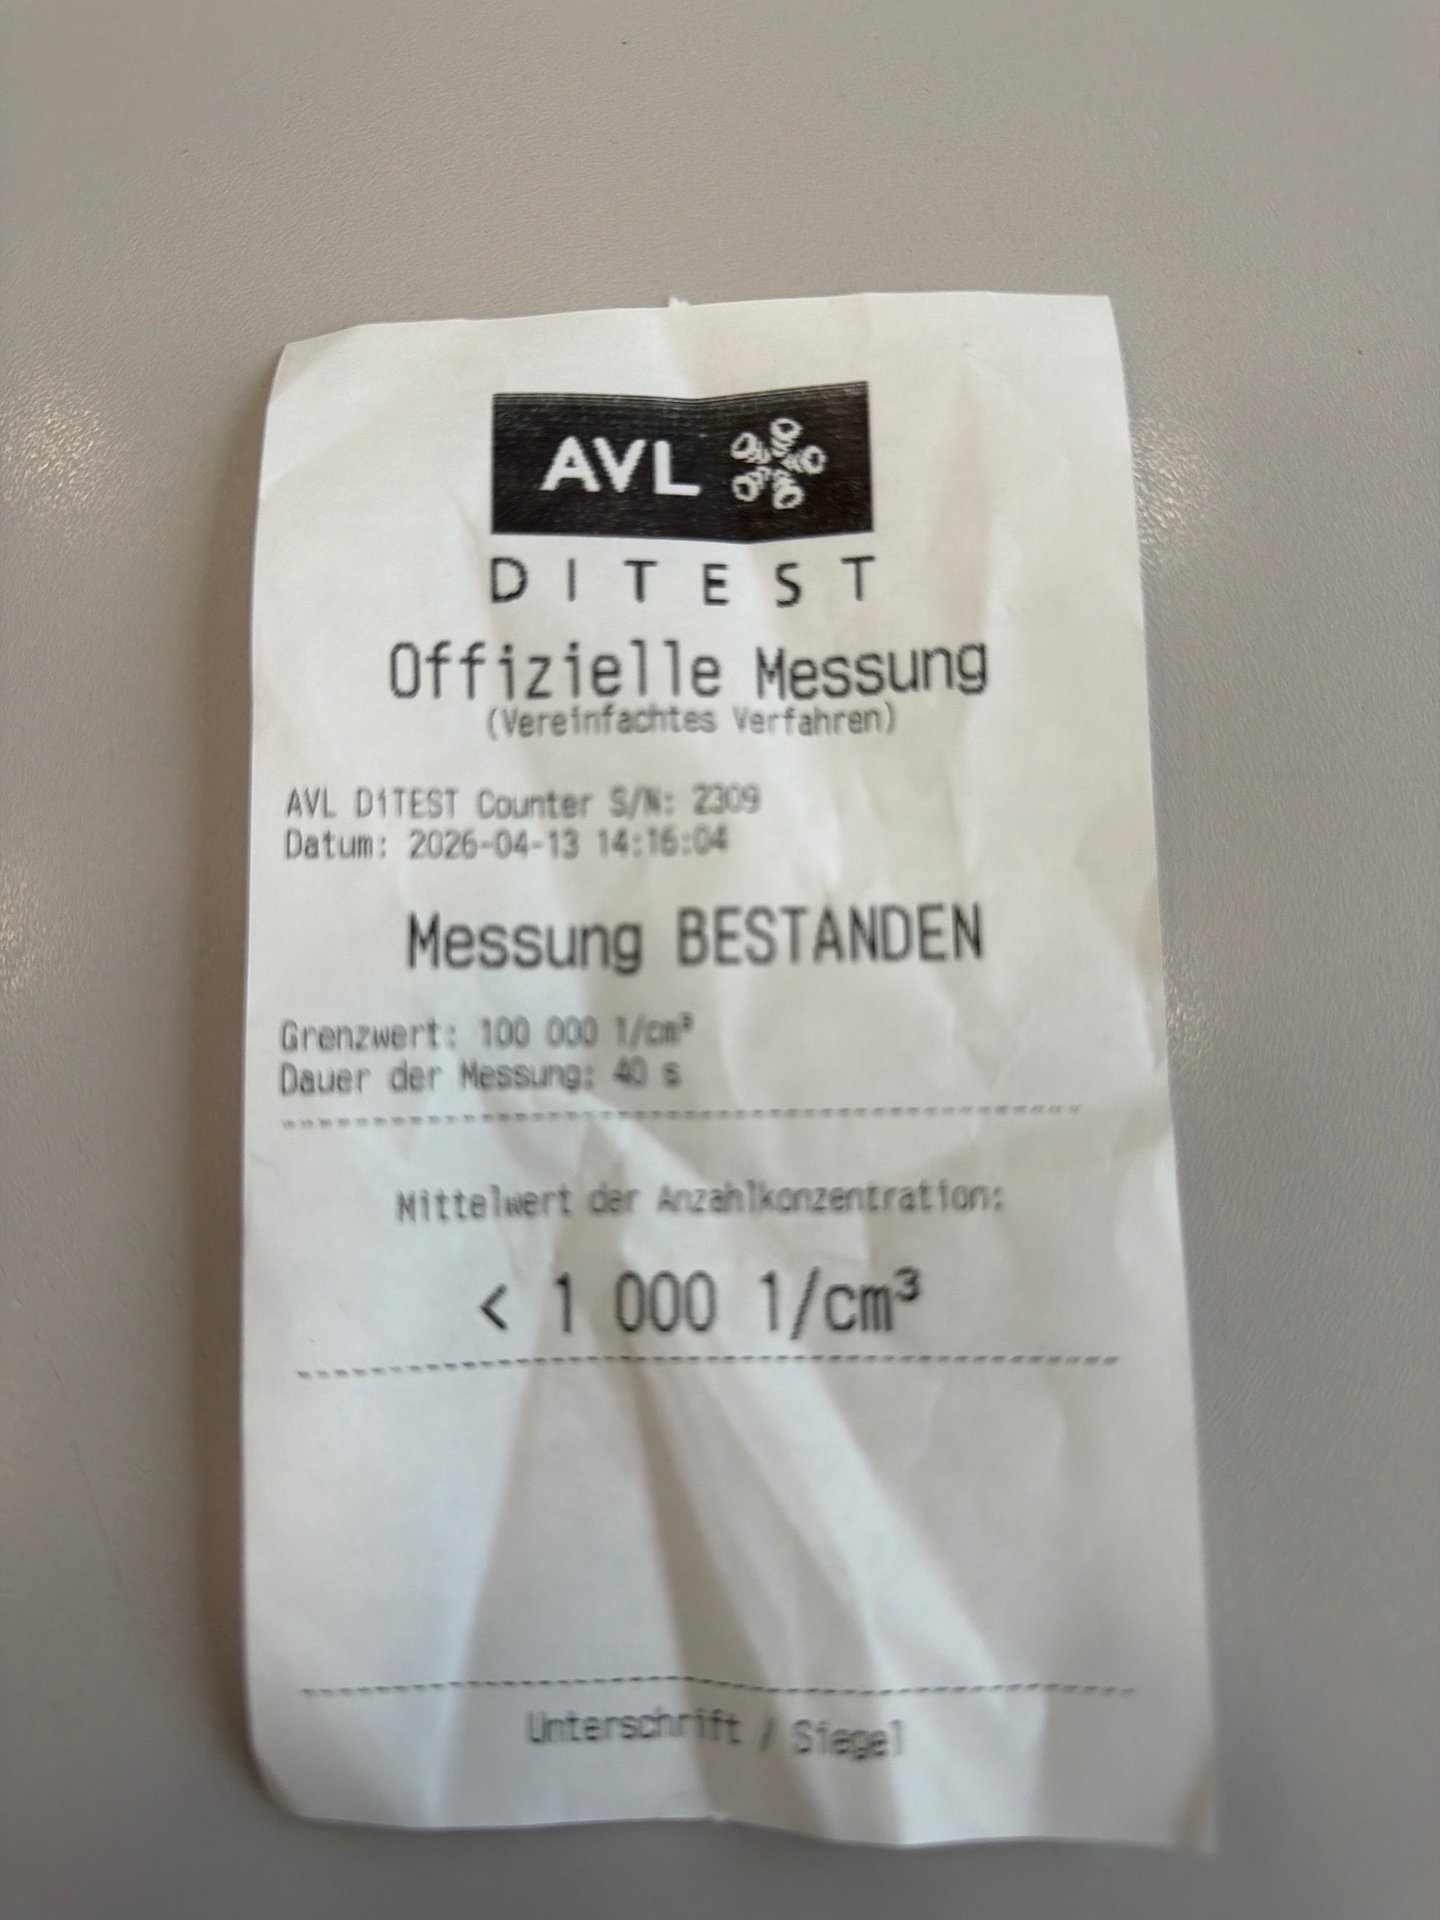 AVL
DITEST
Offizielle Messung
(Vereinfachtes Verfahren)
AVL DiTEST Counter S/N: 2309
Datum: 2026-04-13 14:16:04
Messung BESTANDEN
Grenzwert: 100 000 1/cm³
Dauer der Messung: 40 s
Mittelwert der Anzahlkonzentration:
< 1 000 1/cm³
Unterschrift / Siegel